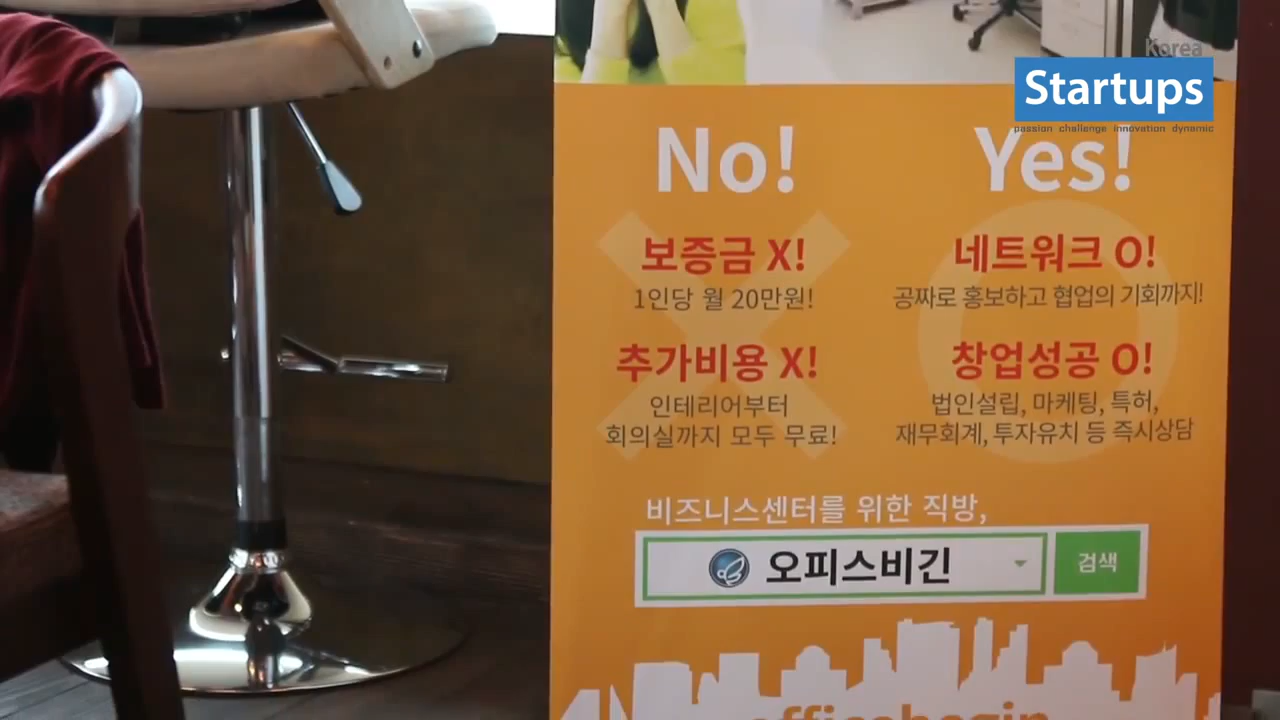 Korea
Startups
passion challenge innovation dynamic
No!
Yes!
보증금 X!
1인당 월 20만원!
추가비용 X!
인테리어부터
회의실까지 모두 무료!
네트워크 O!
공짜로 홍보하고 협업의 기회까지!
창업성공 O!
법인설립, 마케팅, 특허,
재무회계, 투자유치 등 즉시상담
비즈니스센터를 위한 직방,
오피스비긴
검색
officebegin